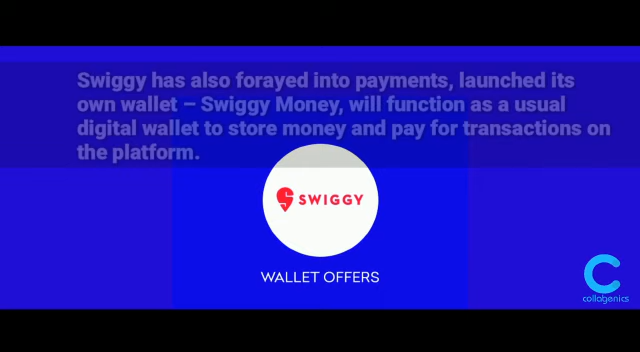 Swiggy has also forayed into payments, launched its
own wallet – Swiggy Money, will function as a usual
digital wallet to store money and pay for transactions on
the platform.
SWIGGY
WALLET OFFERS
collagenics